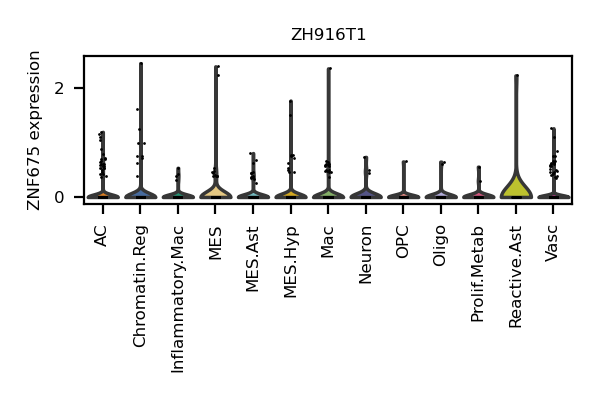 ZH916T1
ZNF675 expression
2
0
AC
Chromatin.Reg
Inflammatory.Mac
MES
MES.Ast
MES.Hyp
Mac
Neuron
OPC
Oligo
Prolif.Metab
Reactive.Ast
Vasc